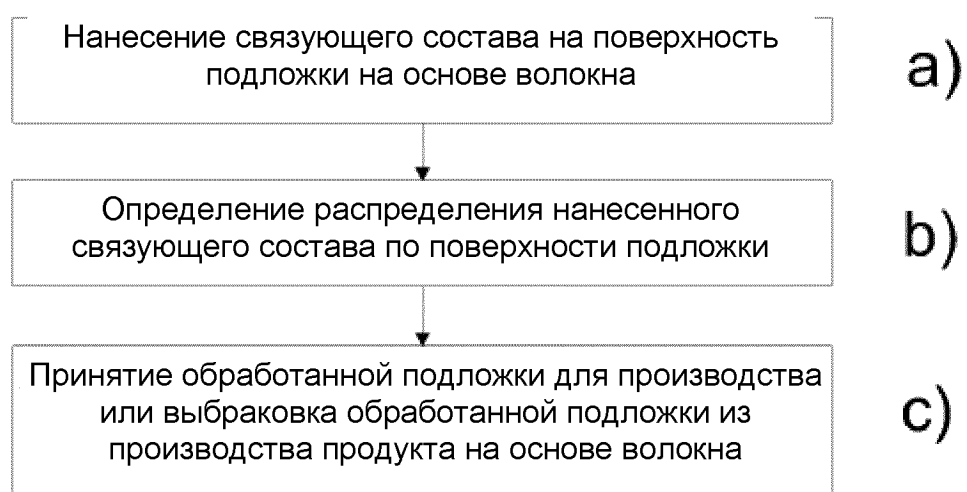 Нанесение связующего состава на поверхность
подложки на основе волокна
a)
Определение распределения нанесенного
связующего состава по поверхности подложки
b)
Принятие обработанной подложки для производства
или выбраковка обработанной подложки из
производства продукта на основе волокна
c)